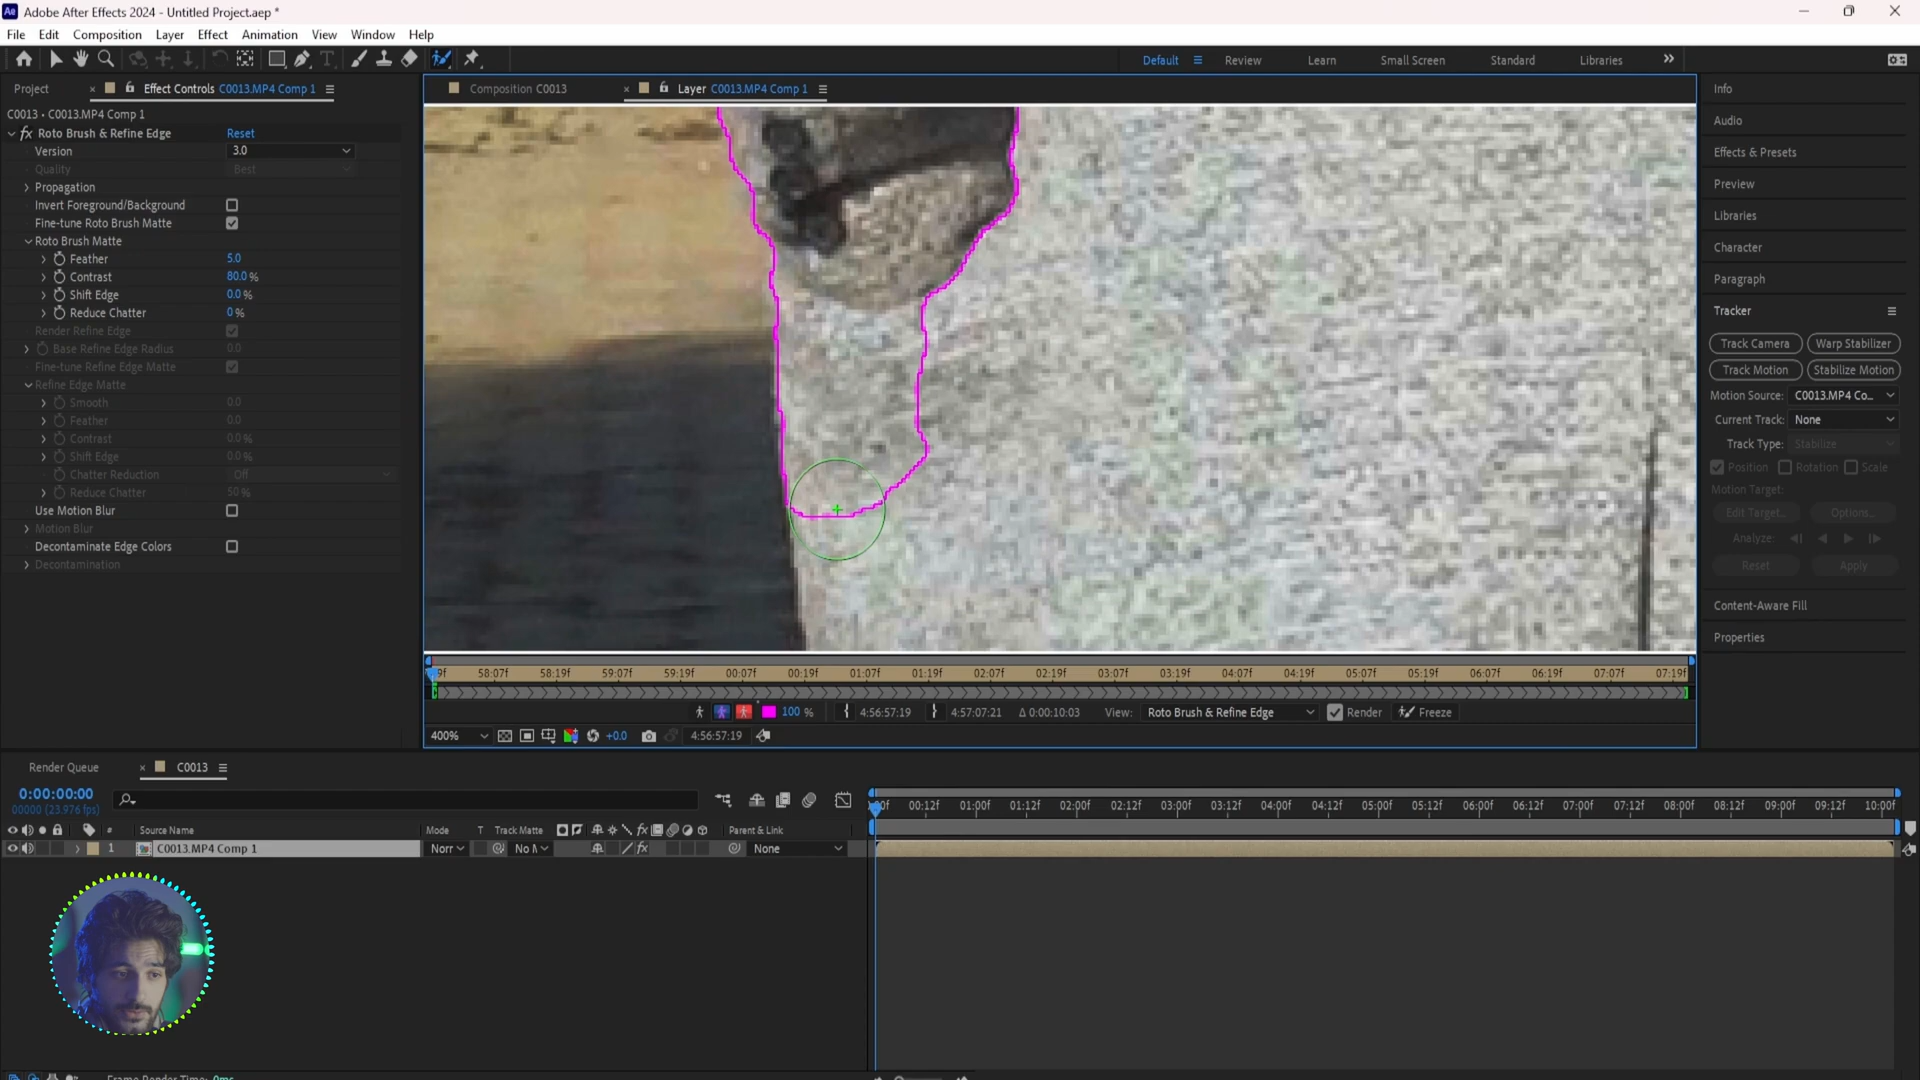 Adobe After Effects 2024 - Untitled Project.aep *
File Edit Composition Layer Effect Animation View Window Help
Default Review Learn Small Screen Standard Libraries
Project Effect Controls C0013.MP4 Comp 1
Composition C0013 Layer C0013.MP4 Comp 1
C0013 • C0013.MP4 Comp 1
fx Roto Brush & Refine Edge Reset
Version 3.0
Quality Best
Propagation
Invert Foreground/Background
Fine-tune Roto Brush Matte
Roto Brush Matte
Feather 5.0
Contrast 80.0 %
Shift Edge 0.0 %
Reduce Chatter 0 %
Render Refine Edge
Base Refine Edge Radius 0.0
Fine-tune Refine Edge Matte
Refine Edge Matte
Smooth 0.0
Feather 0.0
Contrast 0.0 %
Shift Edge 0.0 %
Chatter Reduction Off
Reduce Chatter 50 %
Use Motion Blur
Motion Blur
Decontaminate Edge Colors
Decontamination
Info
Audio
Effects & Presets
Preview
Libraries
Character
Paragraph
Tracker
Track Camera Warp Stabilizer
Track Motion Stabilize Motion
Motion Source: C0013.MP4 Co...
Current Track: None
Track Type: Stabilize
Position Rotation Scale
Motion Target:
Edit Target... Options...
Analyze:
Reset Apply
Content-Aware Fill
Properties
58:07f 58:19f 59:07f 59:19f 00:07f 00:19f 01:07f 01:19f 02:07f 02:19f 03:07f 03:19f 04:07f 04:19f 05:07f 05:19f 06:07f 06:19f 07:07f 07:19f
100 % 4:56:57:19 4:57:07:21 Δ 0:00:10:03 View: Roto Brush & Refine Edge Render Freeze
400% +0.0 4:56:57:19
Render Queue C0013
0:00:00:00
00000 (23.976 fps)
00:12f 01:00f 01:12f 02:00f 02:12f 03:00f 03:12f 04:00f 04:12f 05:00f 05:12f 06:00f 06:12f 07:00f 07:12f 08:00f 08:12f 09:00f 09:12f 10:00f
# Source Name Mode T Track Matte Parent & Link
1 C0013.MP4 Comp 1 Norr No M None
Frame Render Time: 0ms